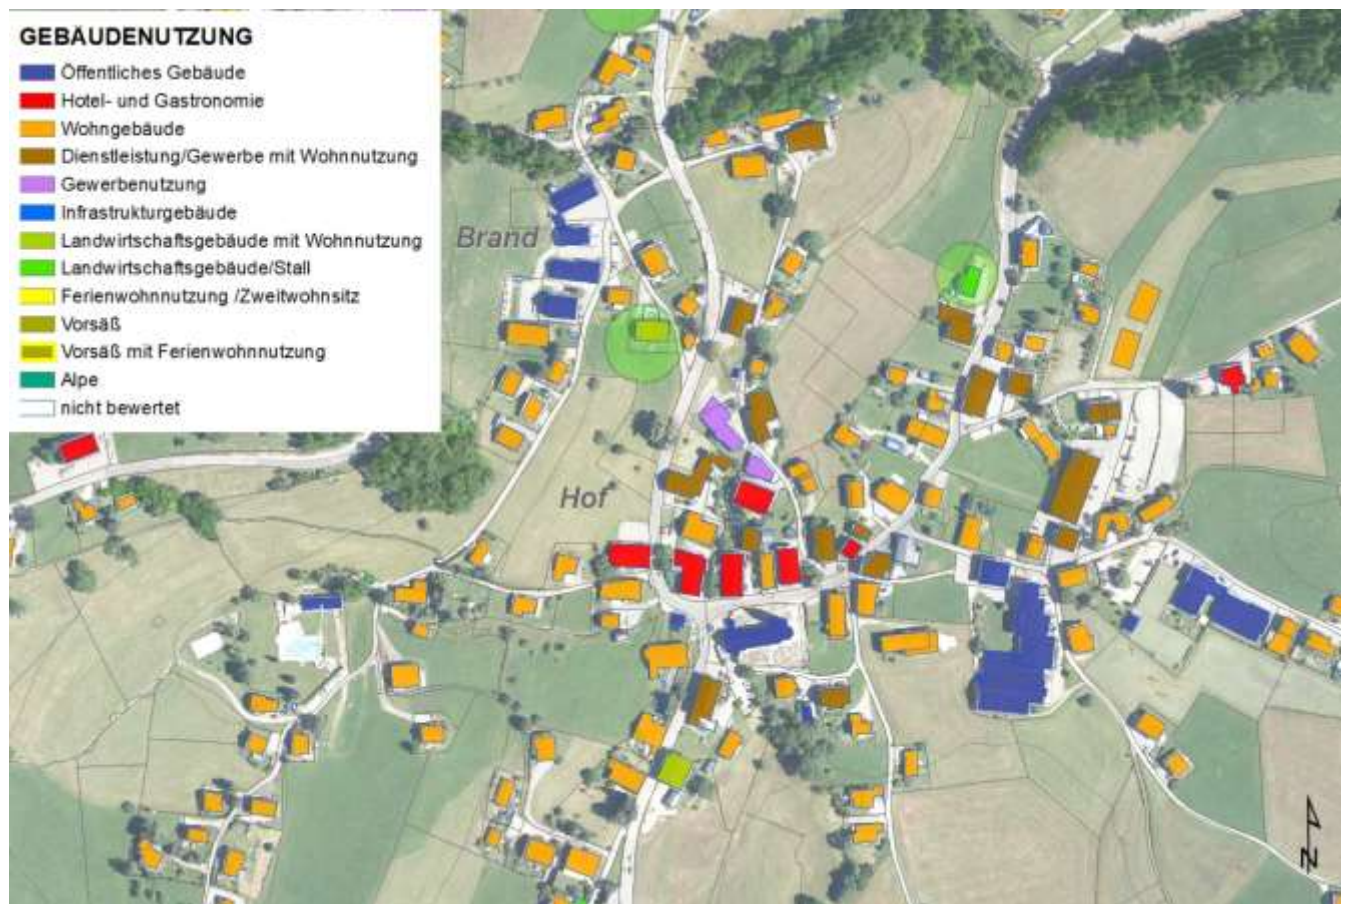 GEBÄUDENUTZUNG
Öffentliches Gebäude
Hotel- und Gastronomie
Wohngebäude
Dienstleistung/Gewerbe mit Wohnnutzung
Gewerbenutzung
Infrastrukturgebäude
Landwirtschaftsgebäude mit Wohnnutzung
Landwirtschaftsgebäude/Stall
Ferienwohnnutzung /Zweitwohnsitz
Vorsäß
Vorsäß mit Ferienwohnnutzung
Alpe
nicht bewertet
Brand
Hof
N